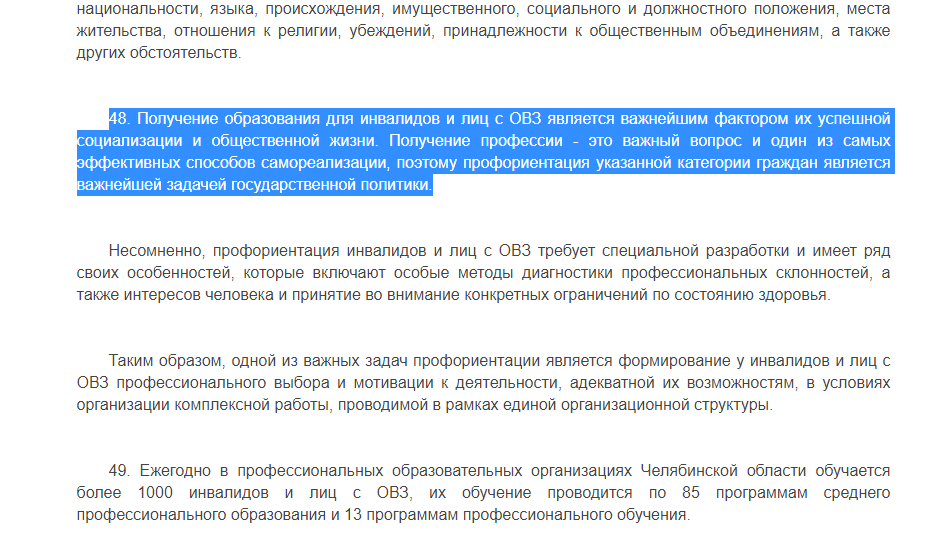 национальности, языка, происхождения, имущественного, социального и должностного положения, места
жительства, отношения к религии, убеждений, принадлежности к общественным объединениям, а также
других обстоятельств.
48. Получение образования для инвалидов и лиц с ОВЗ является важнейшим фактором их успешной
социализации и общественной жизни. Получение профессии - это важный вопрос и один из самых
эффективных способов самореализации, поэтому профориентация указанной категории граждан является
важнейшей задачей государственной политики.
Несомненно, профориентация инвалидов и лиц с ОВЗ требует специальной разработки и имеет ряд
своих особенностей, которые включают особые методы диагностики профессиональных склонностей, а
также интересов человека и принятие во внимание конкретных ограничений по состоянию здоровья.
Таким образом, одной из важных задач профориентации является формирование у инвалидов и лиц с
ОВЗ профессионального выбора и мотивации к деятельности, адекватной их возможностям, в условиях
организации комплексной работы, проводимой в рамках единой организационной структуры.
49. Ежегодно в профессиональных образовательных организациях Челябинской области обучается
более 1000 инвалидов и лиц с ОВЗ, их обучение проводится по 85 программам среднего
профессионального образования и 13 программам профессионального обучения.